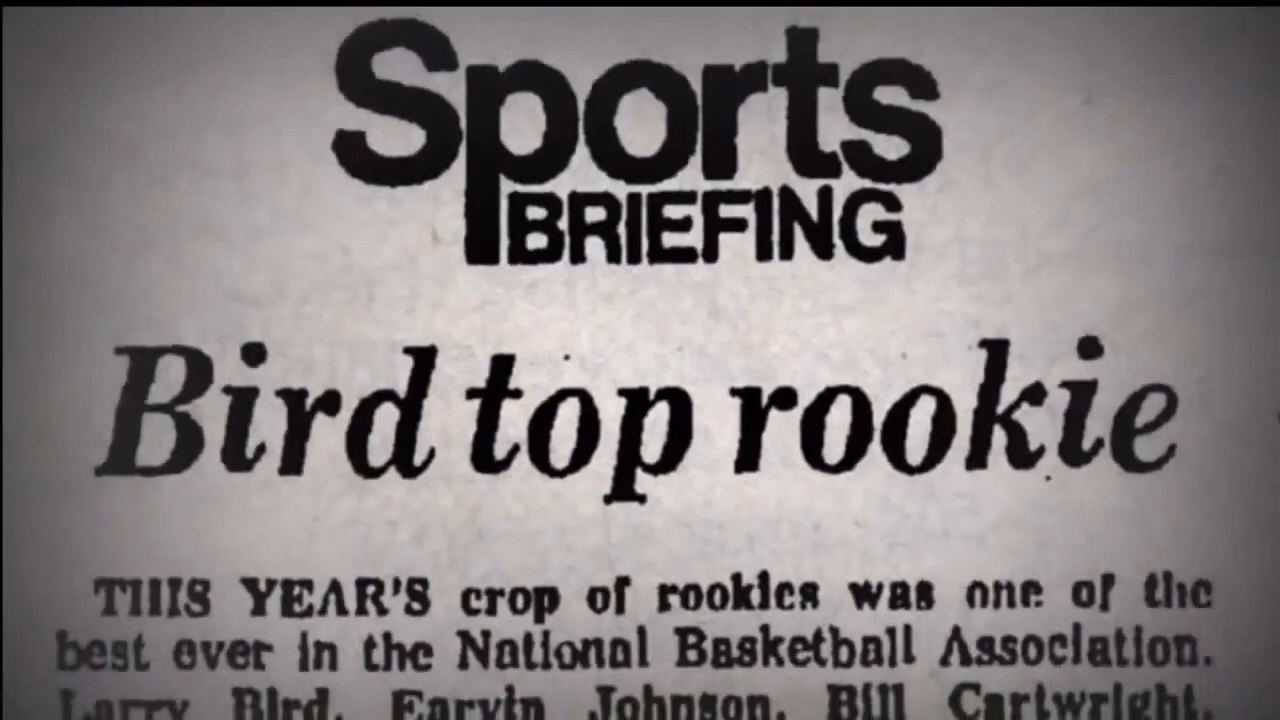 Sports
BRIEFING
Bird top rookie
THIS YEAR'S crop of rookies was one of the
best ever in the National Basketball Association.
Larry Bird, Earvin Johnson, Bill Cartwright,